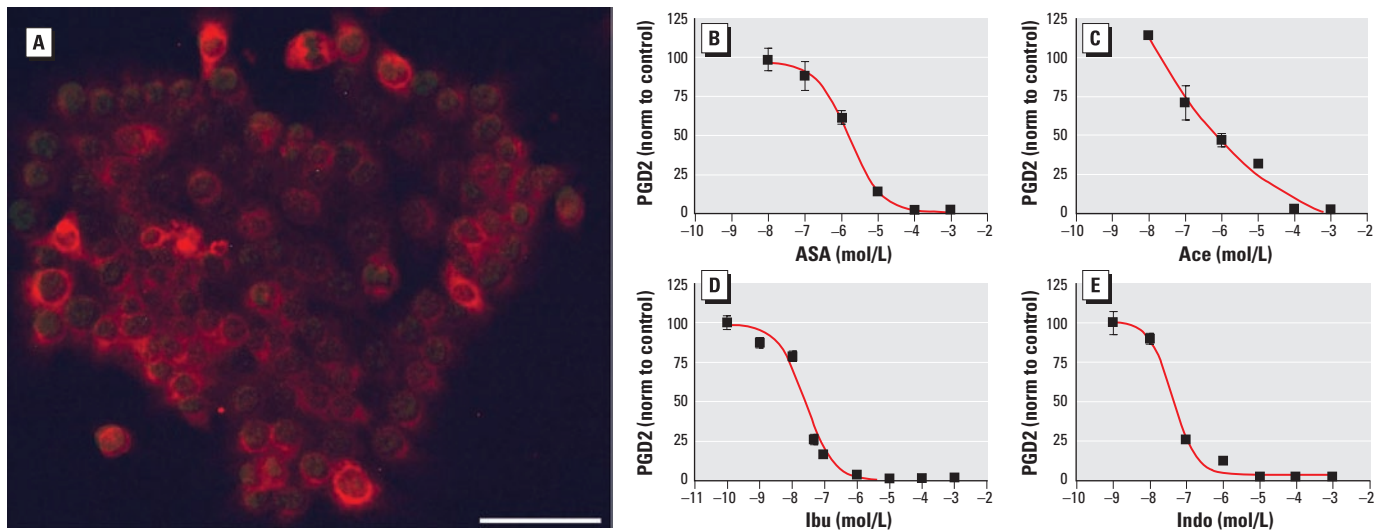 A
B
PGD2 (norm to control)
125
100
75
50
25
0
–10 –9 –8 –7 –6 –5 –4 –3 –2
ASA (mol/L)
C
PGD2 (norm to control)
125
100
75
50
25
0
–10 –9 –8 –7 –6 –5 –4 –3 –2
Ace (mol/L)
D
PGD2 (norm to control)
125
100
75
50
25
0
–11 –10 –9 –8 –7 –6 –5 –4 –3 –2
Ibu (mol/L)
E
PGD2 (norm to control)
125
100
75
50
25
0
–10 –9 –8 –7 –6 –5 –4 –3 –2
Indo (mol/L)